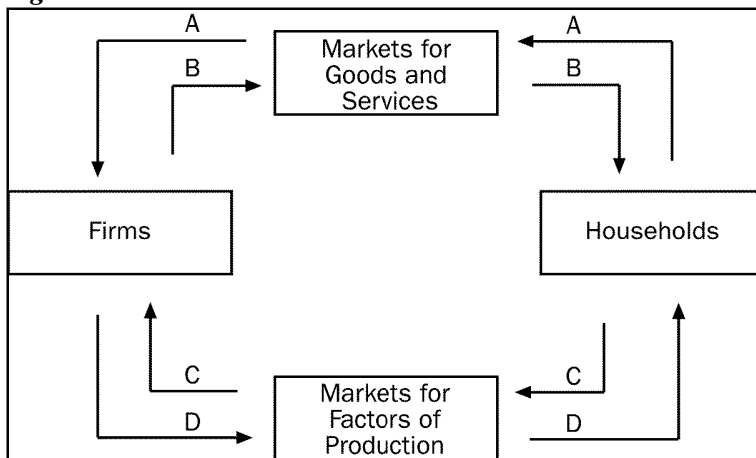 A
A
Markets for
Goods and
Services
B
B
Firms
Households
C
C
Markets for
Factors of
Production
D
D